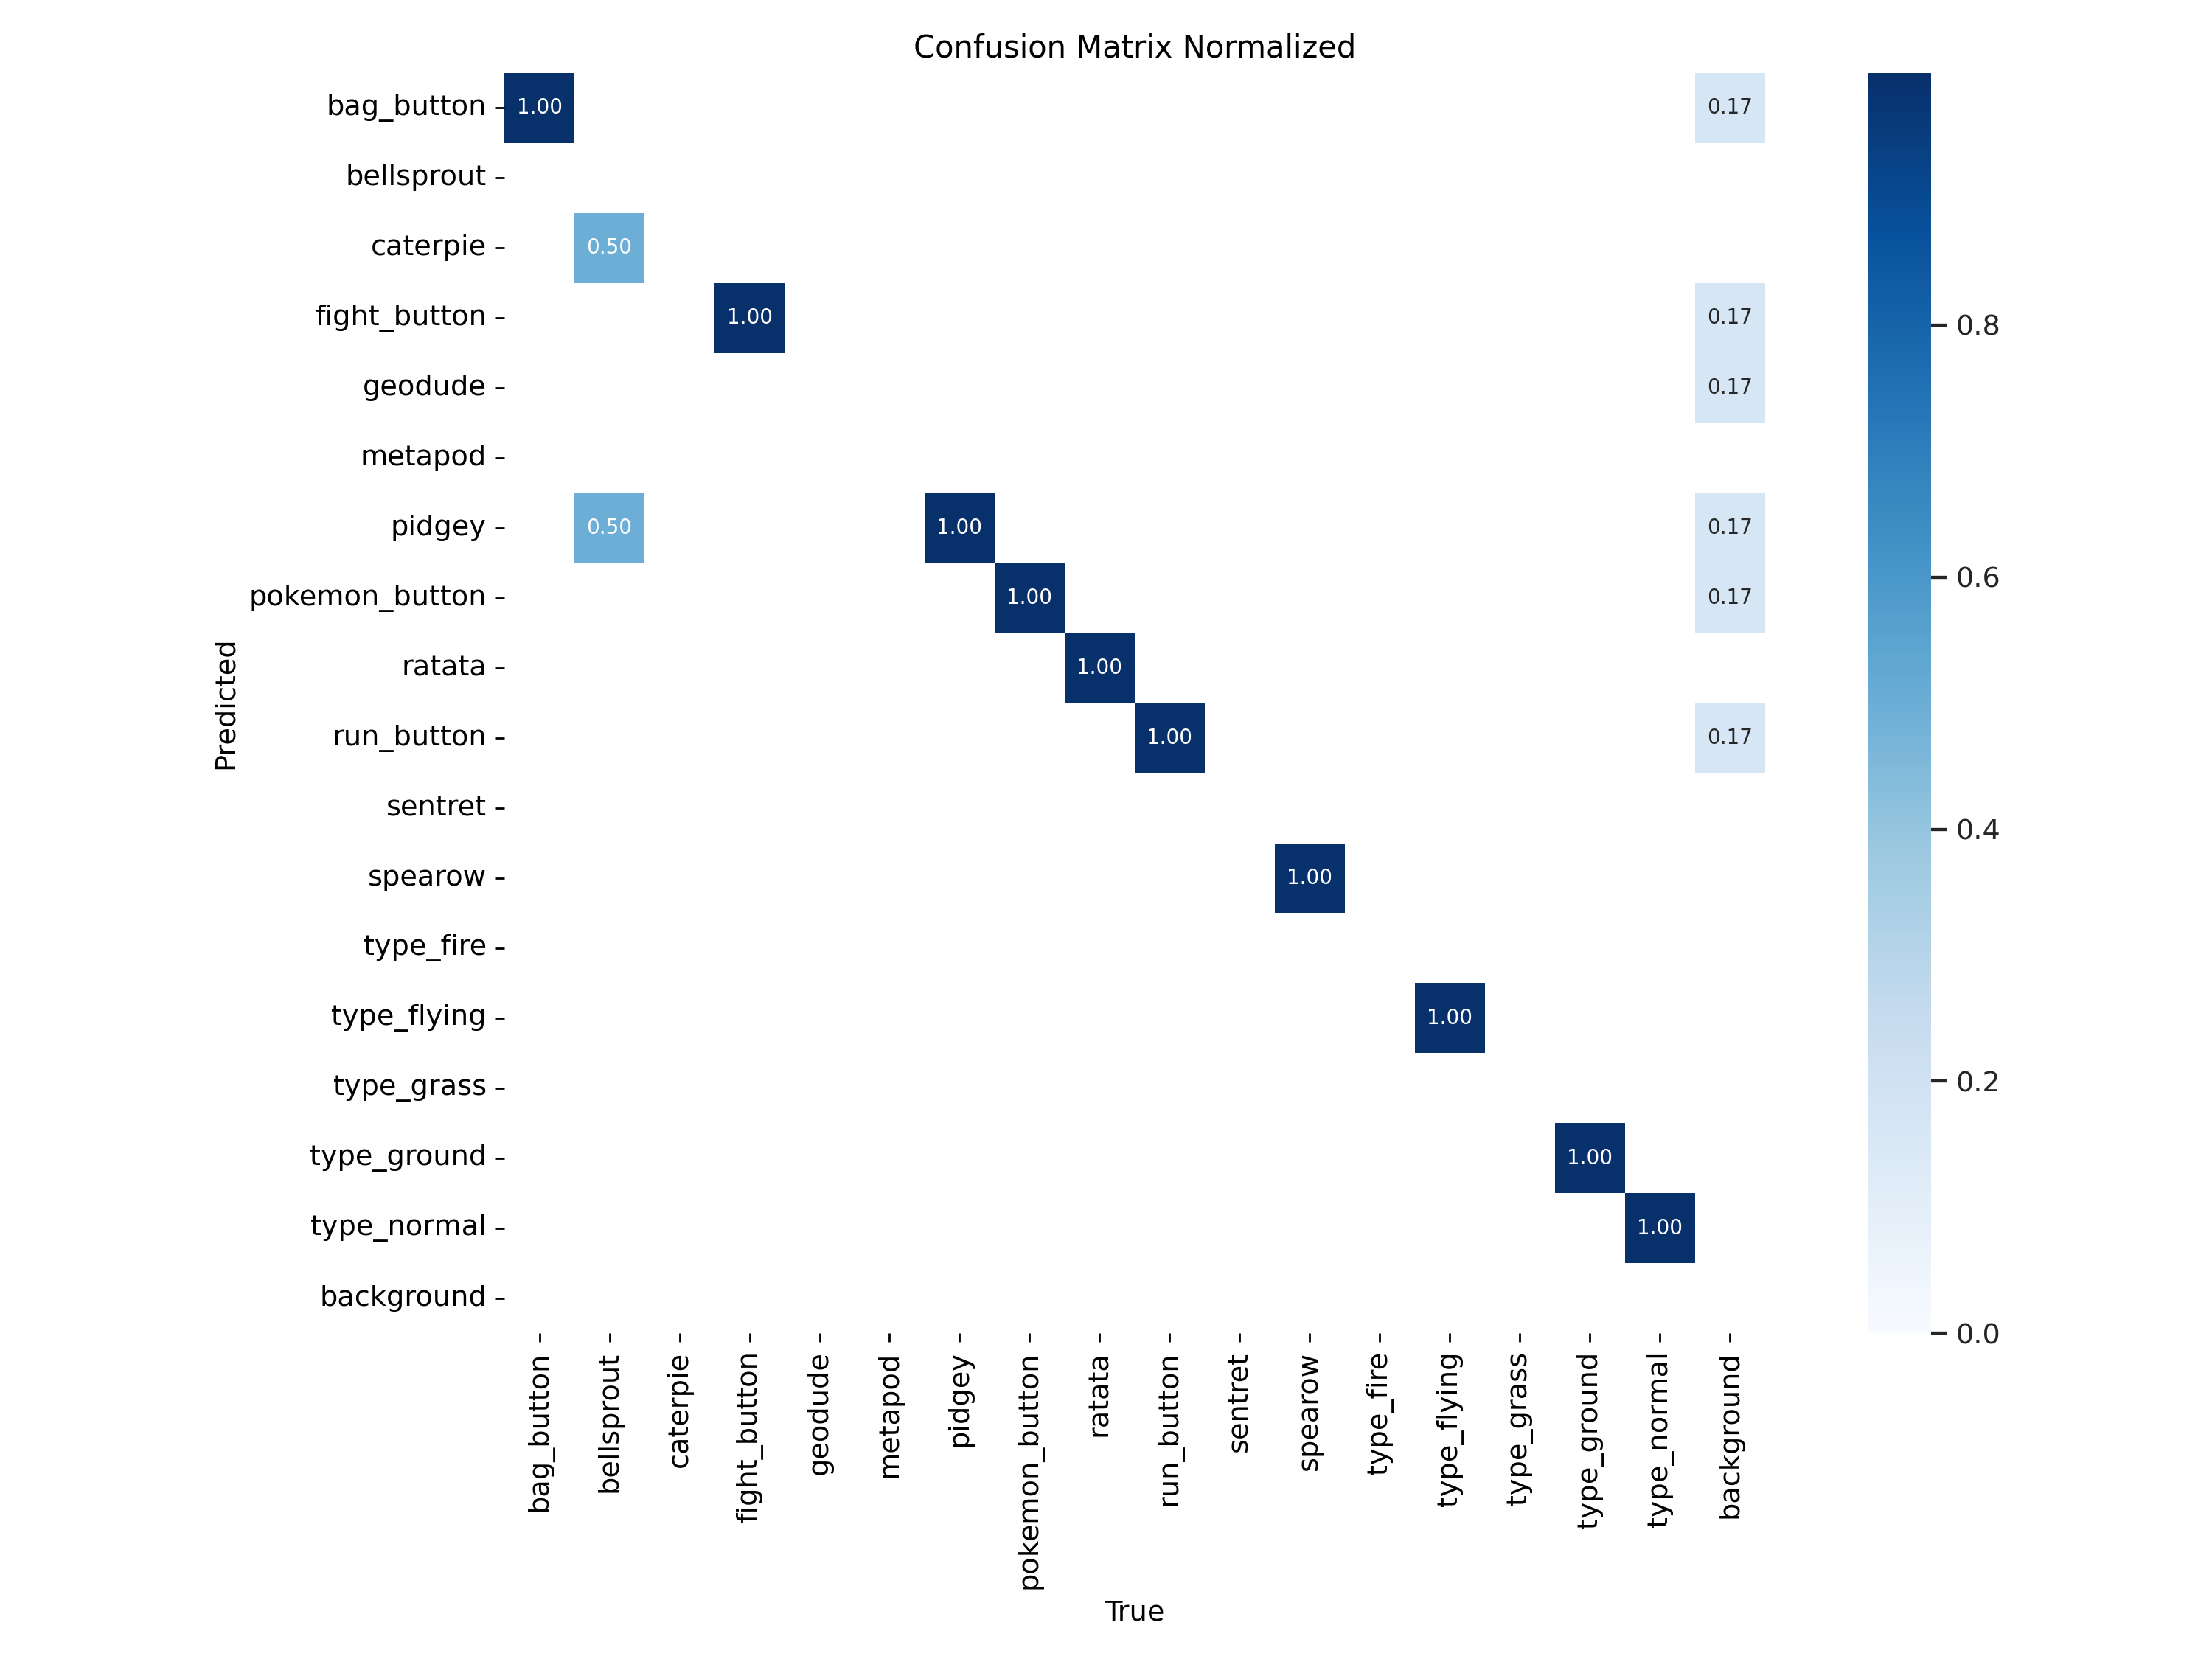 Confusion Matrix Normalized
Predicted
bag_button
1.00
0.17
bellsprout
caterpie
0.50
fight_button
1.00
0.17
geodude
0.17
metapod
pidgey
0.50
1.00
0.17
pokemon_button
1.00
0.17
ratata
1.00
run_button
1.00
0.17
sentret
spearow
1.00
type_fire
type_flying
1.00
type_grass
type_ground
1.00
type_normal
1.00
background
bag_button
bellsprout
caterpie
fight_button
geodude
metapod
pidgey
pokemon_button
ratata
run_button
sentret
spearow
type_fire
type_flying
type_grass
type_ground
type_normal
background
True
0.8
0.6
0.4
0.2
0.0